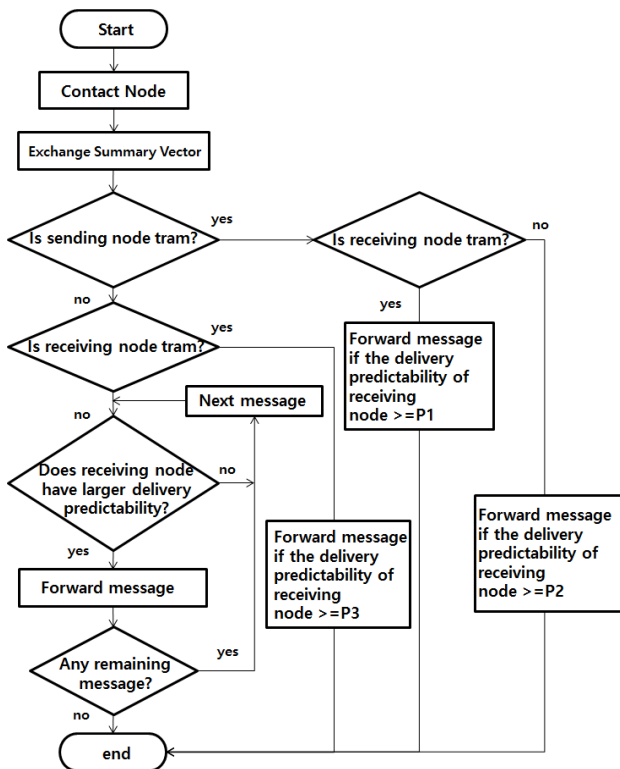 Start
Contact Node
Exchange Summary Vector
Is sending node tram?
yes
Is receiving node tram?
no
no
yes
Is receiving node tram?
yes
Forward message
if the delivery
predictability of
receiving
node >=P1
Next message
no
Does receiving node
have larger delivery
predictability?
no
yes
Forward message
if the delivery
predictability of
receiving
node >=P3
Forward message
if the delivery
predictability of
receiving
node >=P2
Forward message
Any remaining
message?
yes
no
end